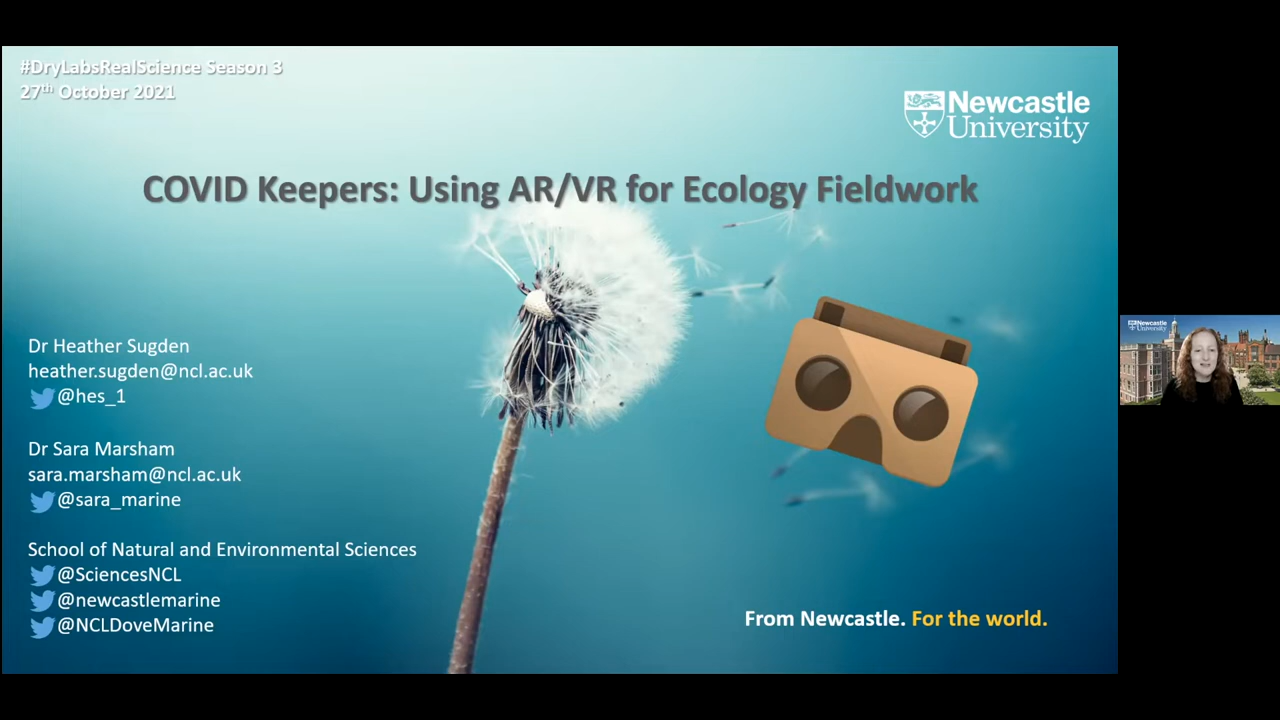 #DryLabsRealScience Season 3
27th October 2021
Newcastle
University
COVID Keepers: Using AR/VR for Ecology Fieldwork
Dr Heather Sugden
heather.sugden@ncl.ac.uk
@hes_1
Dr Sara Marsham
sara.marsham@ncl.ac.uk
@sara_marine
School of Natural and Environmental Sciences
@SciencesNCL
@newcastlemarine
@NCLDoveMarine
From Newcastle. For the world.
Newcastle
University